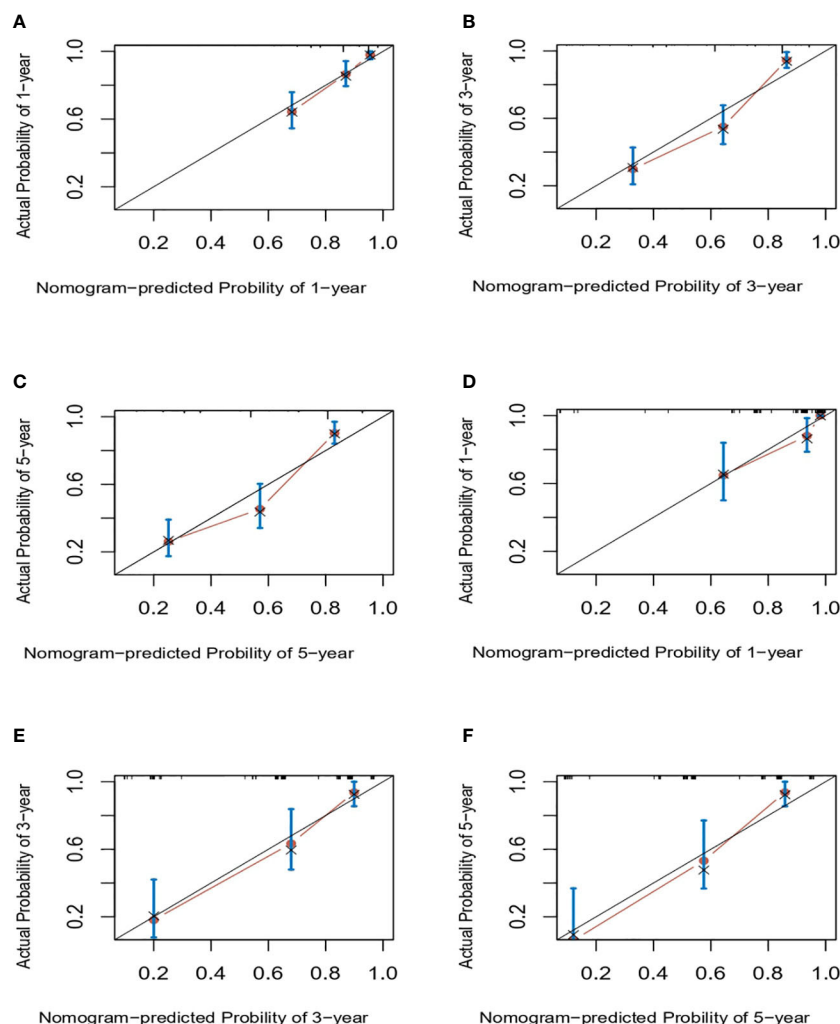 A
Actual Probability of 1−year
1.0
0.6
0.2
0.2 0.4 0.6 0.8 1.0
Nomogram−predicted Probility of 1−year
B
Actual Probability of 3−year
1.0
0.6
0.2
0.2 0.4 0.6 0.8 1.0
Nomogram−predicted Probility of 3−year
C
Actual Probability of 5−year
1.0
0.6
0.2
0.2 0.4 0.6 0.8 1.0
Nomogram−predicted Probility of 5−year
D
Actual Probability of 1−year
1.0
0.6
0.2
0.2 0.4 0.6 0.8 1.0
Nomogram−predicted Probility of 1−year
E
Actual Probability of 3−year
1.0
0.6
0.2
0.2 0.4 0.6 0.8 1.0
Nomogram−predicted Probility of 3−year
F
Actual Probability of 5−year
1.0
0.6
0.2
0.2 0.4 0.6 0.8 1.0
Nomogram−predicted Probility of 5−year